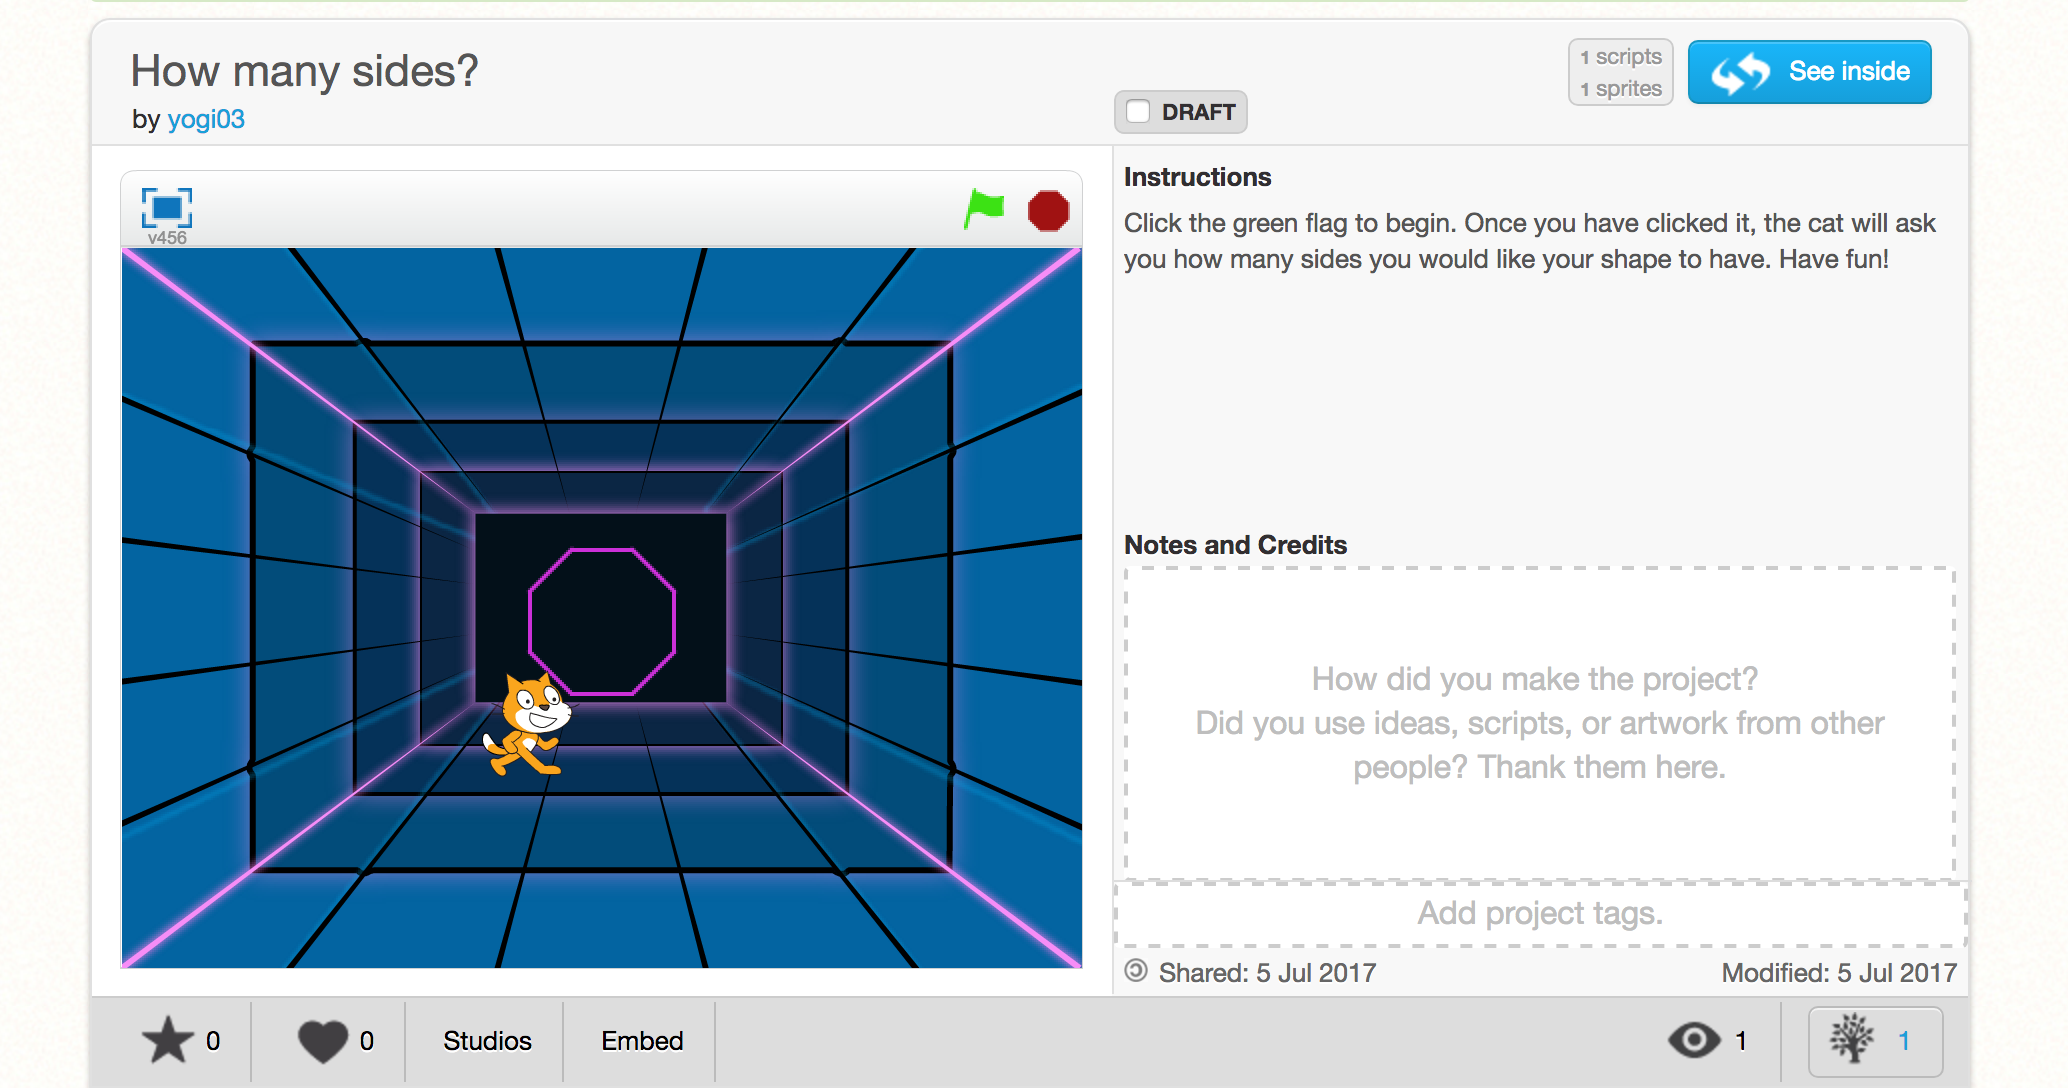 How many sides?
by yogi03
DRAFT
1 scripts
1 sprites
See inside
v456
Instructions
Click the green flag to begin. Once you have clicked it, the cat will ask
you how many sides you would like your shape to have. Have fun!
Notes and Credits
How did you make the project?
Did you use ideas, scripts, or artwork from other
people? Thank them here.
Add project tags.
Shared: 5 Jul 2017 Modified: 5 Jul 2017
0 0 Studios Embed 1 1